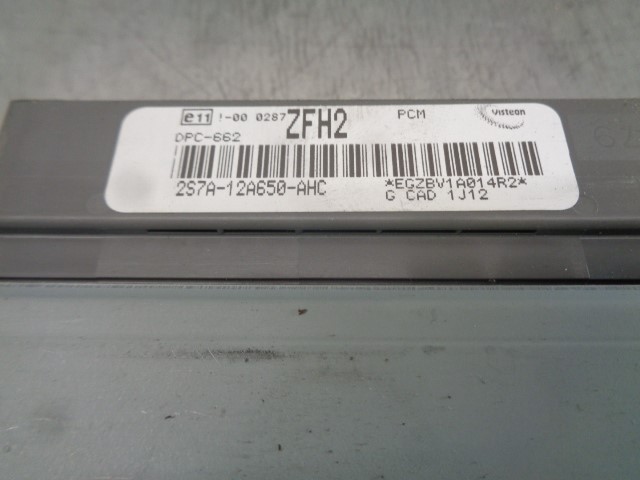 e11 !-00 0287 ZFH2 PCM Visteon
DPC-662
2S7A-12A650-AHC *EGZBV1A014R2*
G CAD 1J12